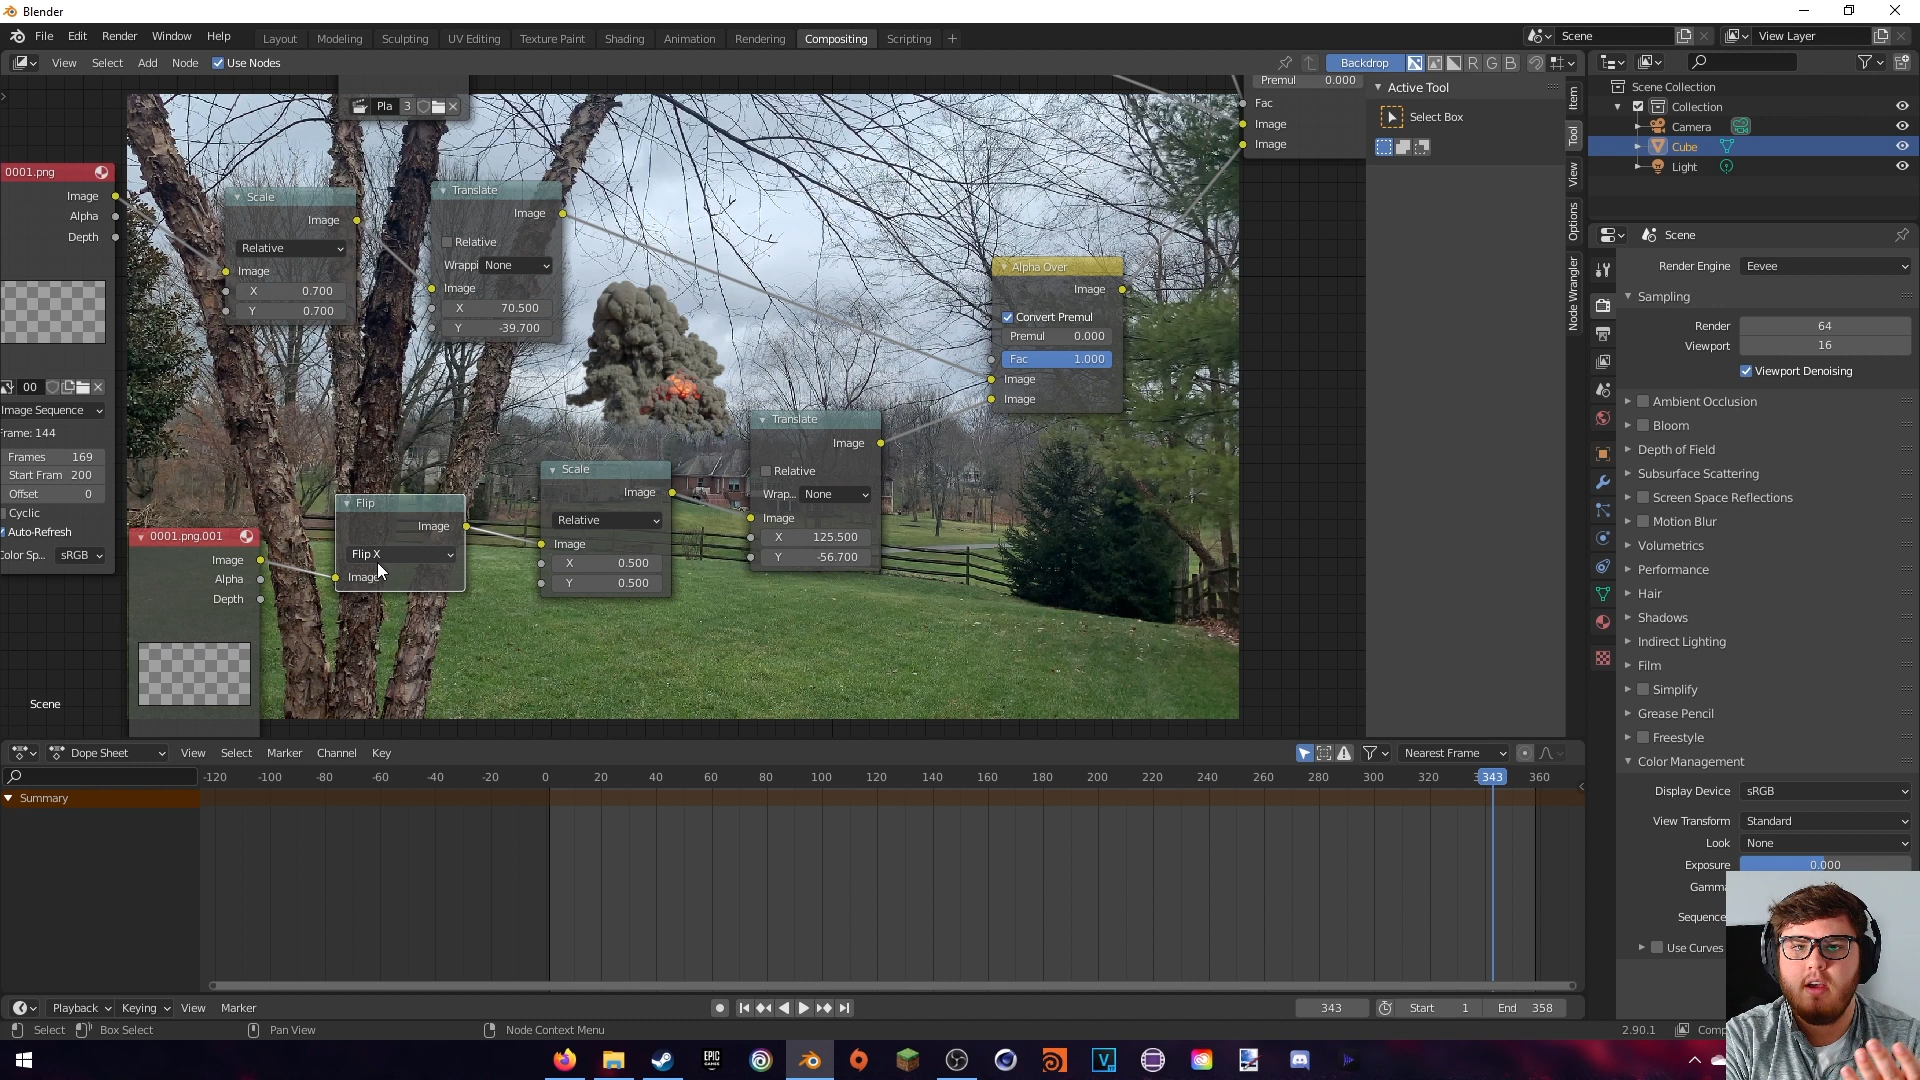 Blender
File Edit Render Window Help
Layout Modeling Sculpting UV Editing Texture Paint Shading Animation Rendering Compositing Scripting +
Scene
View Layer
View Select Add Node Use Nodes
Backdrop
R G B
Scene Collection
Collection
Camera
Cube
Light
Active Tool
Select Box
Item
Tool
View
Options
Node Wrangler
Pla 3
Premul 0.000
Fac
Image
Image
0001.png
Image
Alpha
Depth
00
Image Sequence
rame: 144
Frames 169
Start Fram 200
Offset 0
Cyclic
Auto-Refresh
olor Sp... sRGB
Scale
Image
Relative
Image
X 0.700
Y 0.700
Translate
Image
Relative
Wrappi None
Image
X 70.500
Y -39.700
Alpha Over
Image
Convert Premul
Premul 0.000
Fac 1.000
Image
Image
Translate
Image
Relative
Wrap... None
Image
X 125.500
Y -56.700
Scale
Image
Relative
Image
X 0.500
Y 0.500
Flip
Image
Flip X
Image
0001.png.001
Image
Alpha
Depth
Scene
Scene
Render Engine Eevee
Sampling
Render 64
Viewport 16
Viewport Denoising
Ambient Occlusion
Bloom
Depth of Field
Subsurface Scattering
Screen Space Reflections
Motion Blur
Volumetrics
Performance
Hair
Shadows
Indirect Lighting
Film
Simplify
Grease Pencil
Freestyle
Color Management
Display Device sRGB
View Transform Standard
Look None
Exposure 0.000
Gamm
Sequence
Use Curves
Dope Sheet View Select Marker Channel Key
Nearest Frame
-120 -100 -80 -60 -40 -20 0 20 40 60 80 100 120 140 160 180 200 220 240 260 280 300 320 343 360
Summary
Playback Keying View Marker
343 Start 1 End 358
Select Box Select Pan View Node Context Menu
2.90.1 Comp
EPIC GAMES
V